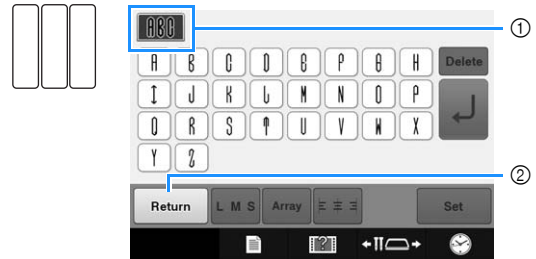 ABC ①
A B C D E F G H Delete
I J K L M N O P
Q R S T U V W X
Y Z
②
Return L M S Array Set
?